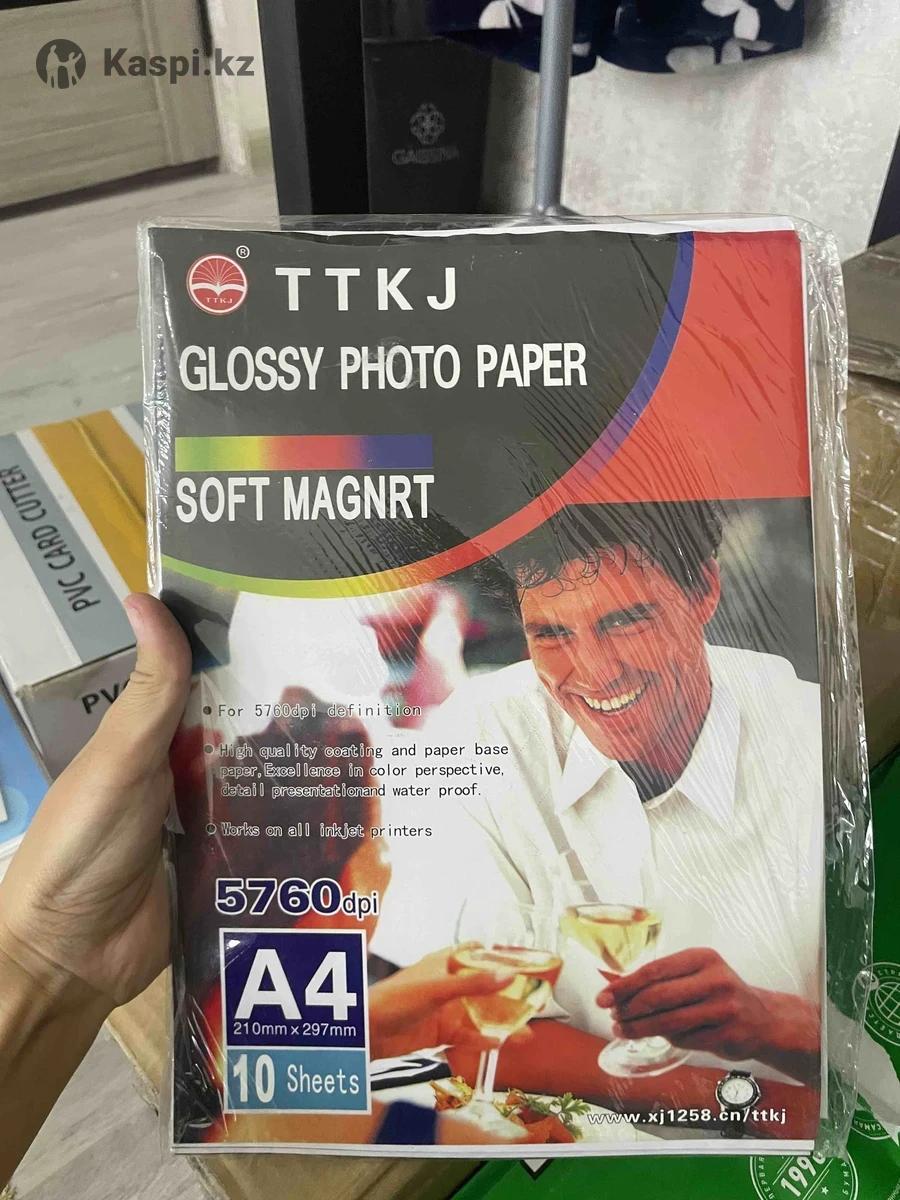 Kaspi.kz
®
TTKJ
TTKJ
GLOSSY PHOTO PAPER
SOFT MAGNRT
PVC CARD CUTTER
For 5760dpi definition
High quality coating and paper base
paper,Excellence in color perspective,
detail presentationand water proof.
Works on all inkjet printers
5760dpi
A4
210mm x 297mm
10 Sheets
www.xj1258.cn/ttkj